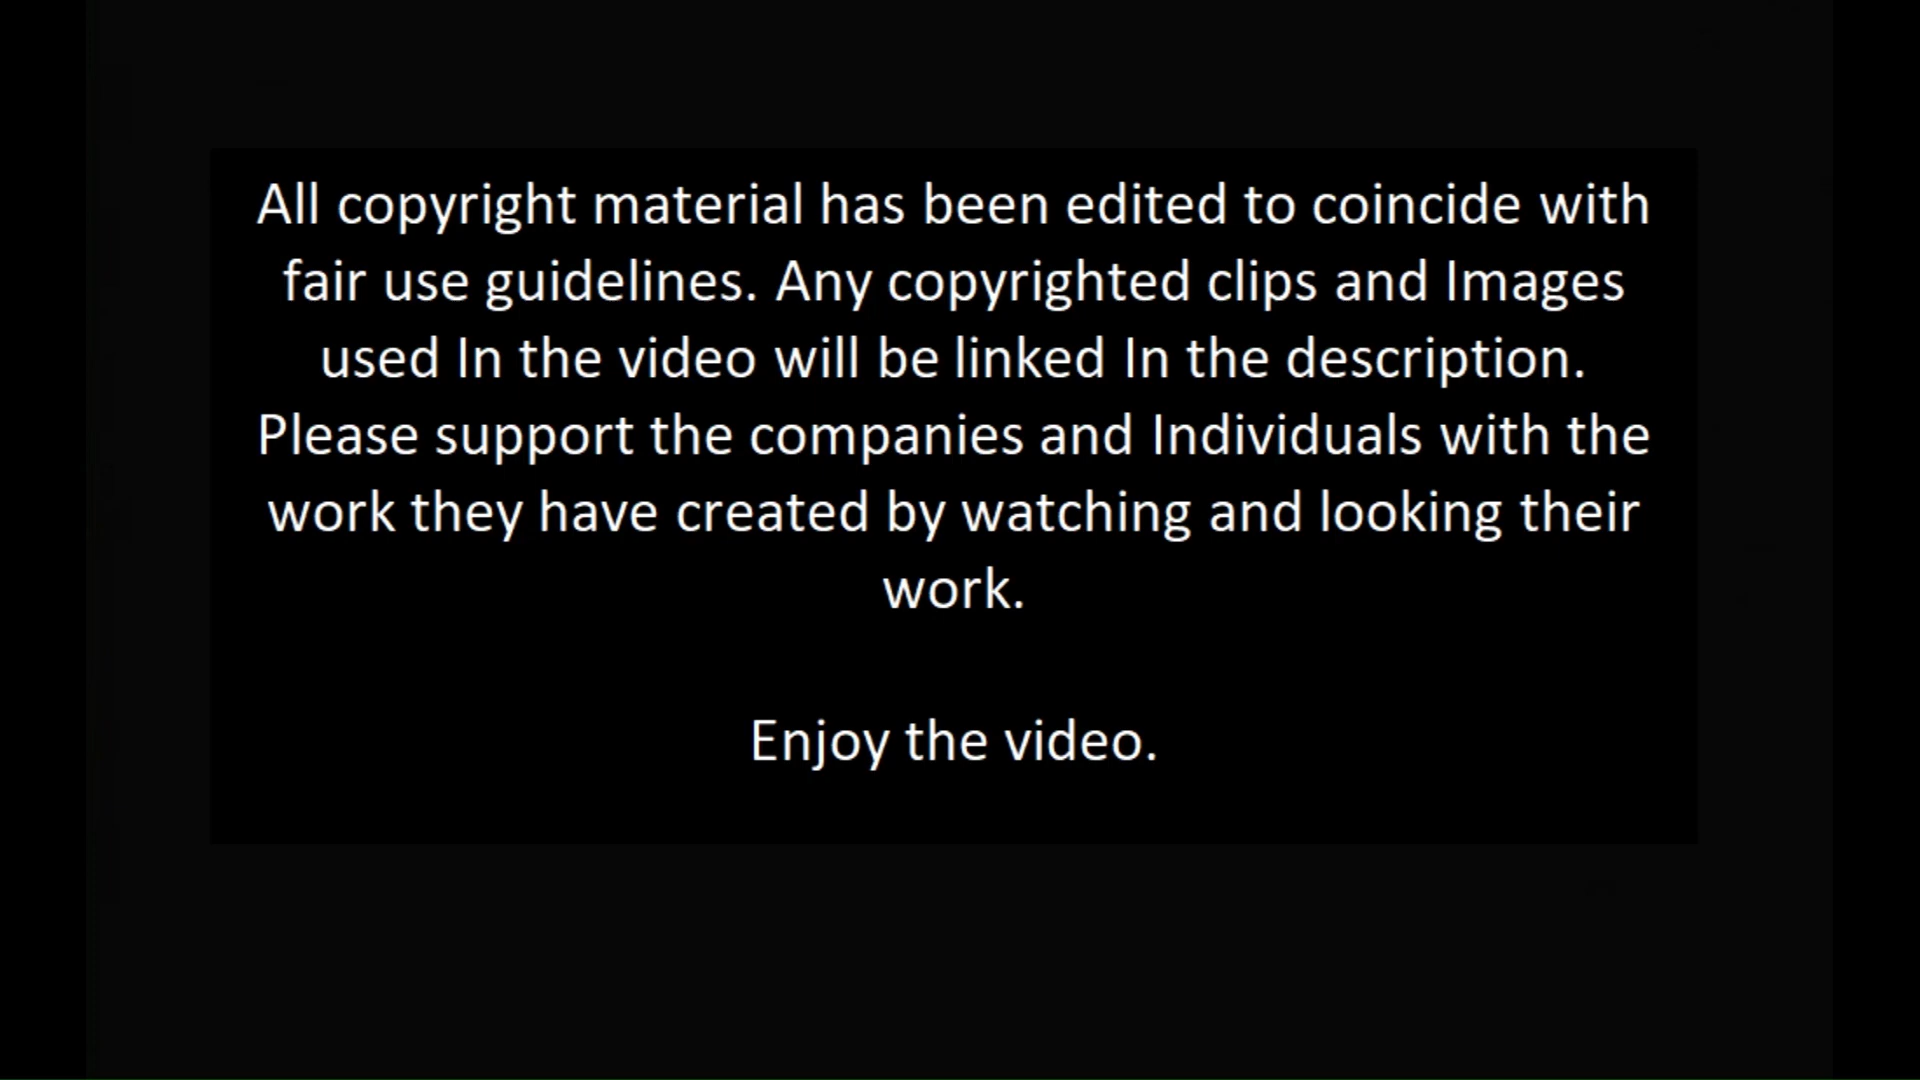 All copyright material has been edited to coincide with
fair use guidelines. Any copyrighted clips and Images
used In the video will be linked In the description.
Please support the companies and Individuals with the
work they have created by watching and looking their
work.
Enjoy the video.